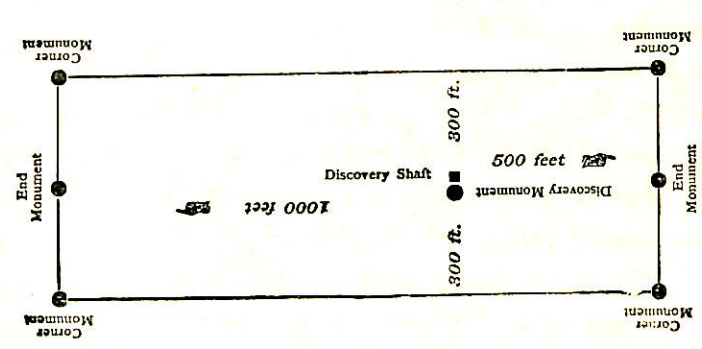 Corner
Monument
Corner
Monument
300 ft.
500 feet
End
Monument
Discovery Shaft
Discovery Monument
End
Monument
1000 feet
300 ft.
Corner
Monument
Corner
Monument